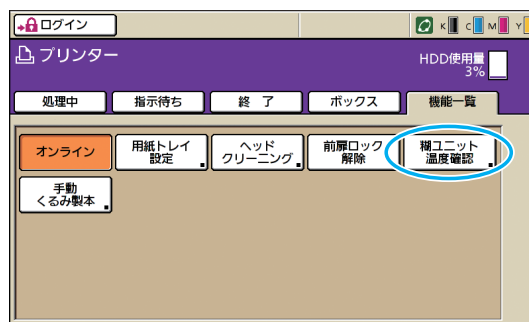 ログイン
K C M Y
プリンター
HDD使用量
3%
処理中 指示待ち 終 了 ボックス 機能一覧
オンライン
用紙トレイ
設定
ヘッド
クリーニング
前扉ロック
解除
糊ユニット
温度確認
手動
くるみ製本